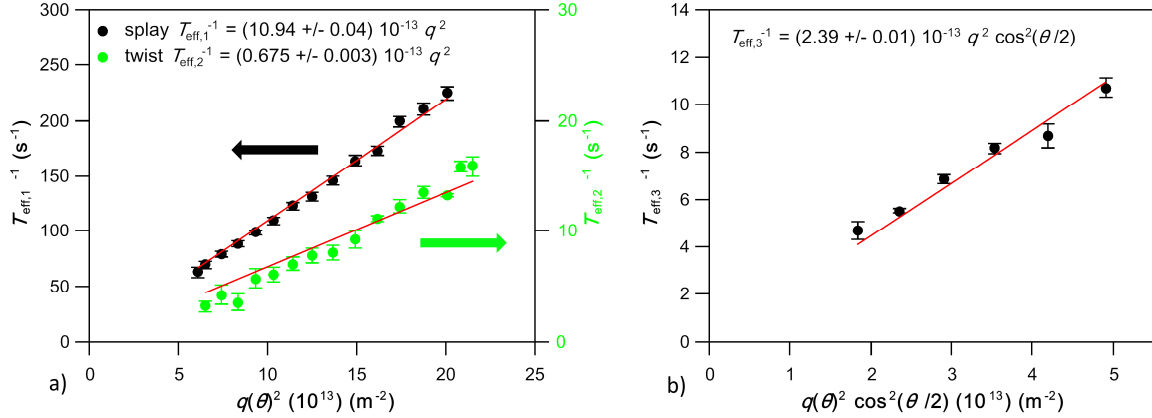 splay T_eff,1^-1 = (10.94 +/- 0.04) 10^-13 q^2
twist T_eff,2^-1 = (0.675 +/- 0.003) 10^-13 q^2
300
250
200
150
100
50
0
T_eff,1^-1 (s^-1)
30
20
10
0
T_eff,2^-1 (s^-1)
0 5 10 15 20 25
q(θ)^2 (10^13) (m^-2)
a)
T_eff,3^-1 = (2.39 +/- 0.01) 10^-13 q^2 cos^2(θ/2)
14
12
10
8
6
4
2
0
T_eff,3^-1 (s^-1)
0 1 2 3 4 5
q(θ)^2 cos^2(θ/2) (10^13) (m^-2)
b)